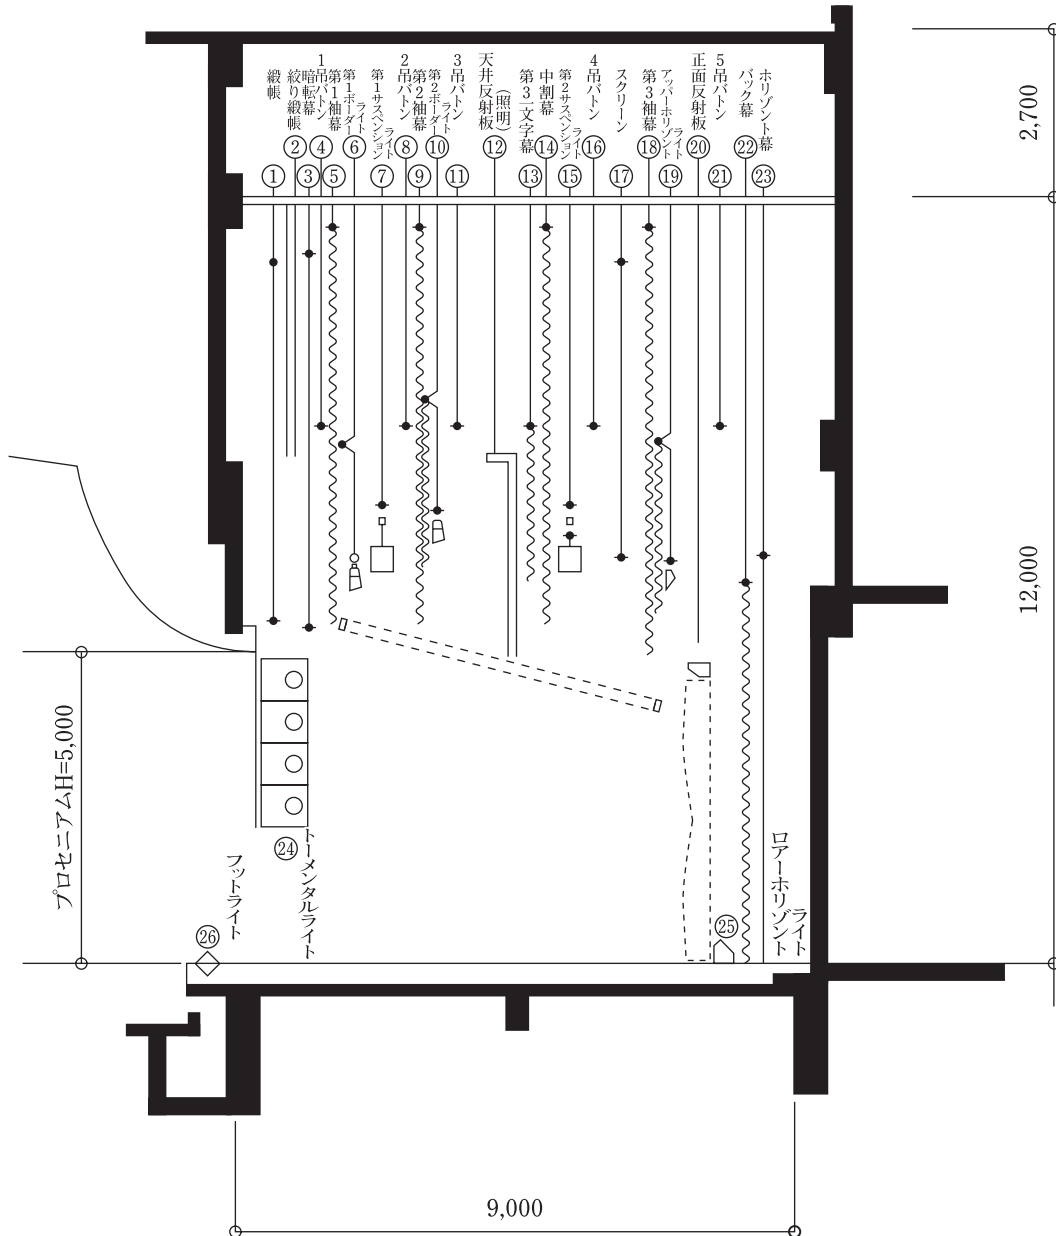 緞帳
①
絞り緞帳
②
暗転幕
③
1吊バトン
④
第1袖幕
⑤
第1ボーダー
ライト
⑥
第1サスペンション
ライト
⑦
2吊バトン
⑧
第2袖幕
⑨
第2ボーダー
ライト
⑩
3吊バトン
⑪
天井反射板
(照明)
⑫
第3一文字幕
⑬
中割幕
⑭
第2サスペンション
ライト
⑮
4吊バトン
⑯
スクリーン
⑰
第3袖幕
⑱
アッパーホリゾント
ライト
⑲
正面反射板
⑳
5吊バトン
㉑
バック幕
㉒
ホリゾント幕
㉓
2,700
12,000
プロセニアムH=5,000
㉔
トーメンタルライト
フットライト
㉖
㉕
ロアーホリゾント
ライト
9,000